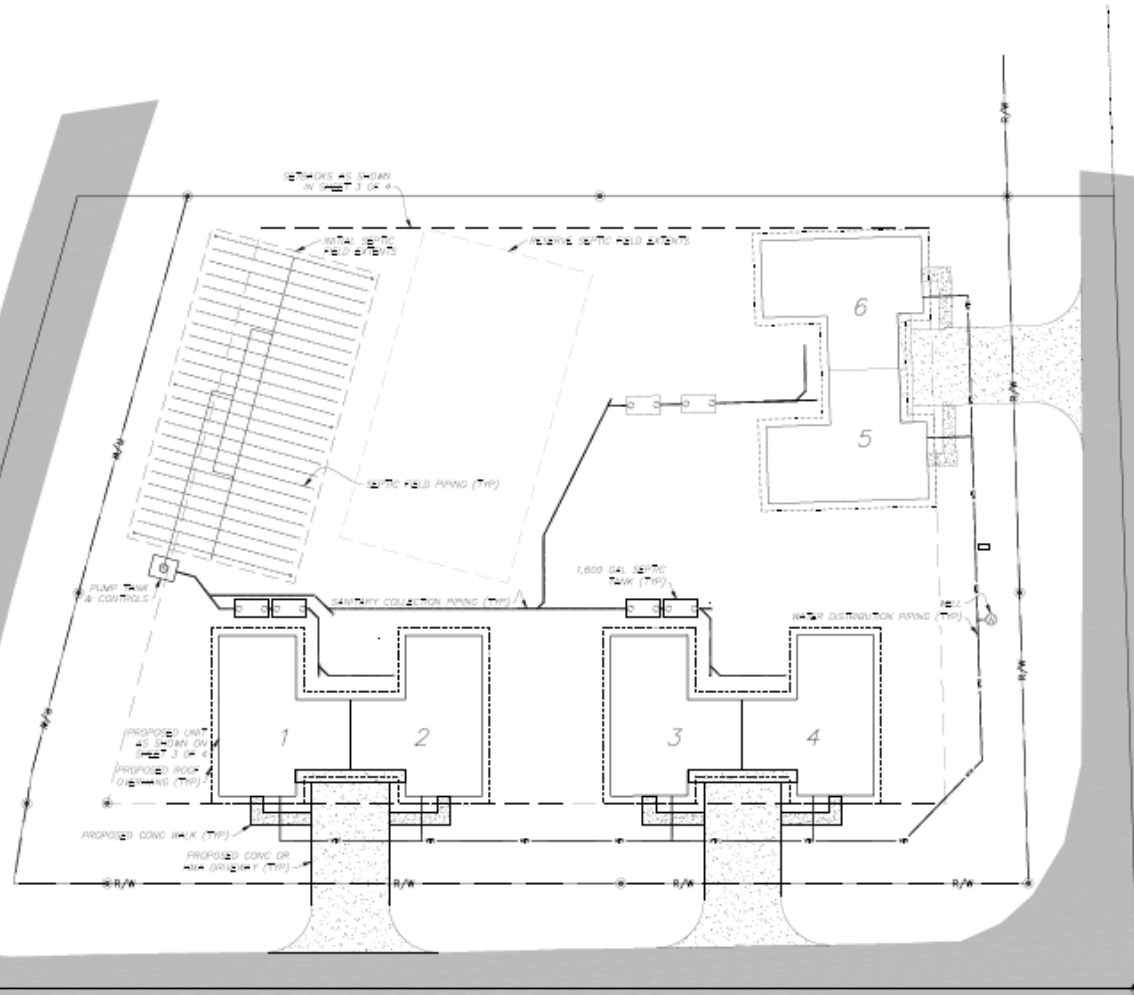 R/W
SETBACKS AS SHOWN
IN SHEET 3 OF 4
INITIAL SEPTIC
FIELD EXTENTS
RESERVE SEPTIC FIELD EXTENTS
6
R/W
R/W
5
SEPTIC FIELD PIPING (TYP)
1,600 GAL SEPTIC
TANK (TYP)
PUMP TANK
& CONTROLS
SANITARY COLLECTION PIPING (TYP)
WELL
WATER DISTRIBUTION PIPING (TYP)
W
R/W
R/W
PROPOSED UNIT
AS SHOWN ON
SHEET 3 OF 4
1
2
3
4
PROPOSED ROOF
OVERHANG (TYP)
PROPOSED CONC WALK (TYP)
PROPOSED CONC OR
HMA DRIVEWAY (TYP)
R/W
R/W
R/W
R/W